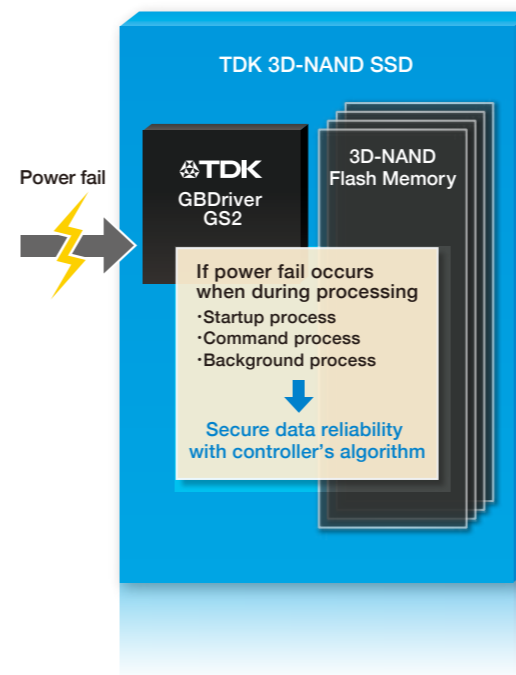 TDK 3D-NAND SSD
Power fail
TDK
GBDriver
GS2
3D-NAND
Flash Memory
If power fail occurs
when during processing
・Startup process
・Command process
・Background process
Secure data reliability
with controller's algorithm